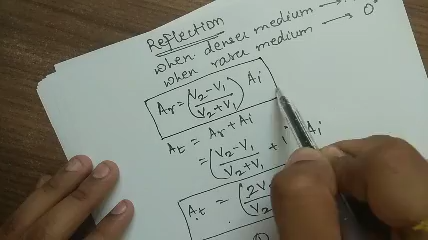 Reflection
when denser medium →
when rarer medium → 0°
Ar = (V2 - V1 / V2 + V1) Ai
At = Ar + Ai
= (V2 - V1 / V2 + V1 + 1) Ai
At = (2V2